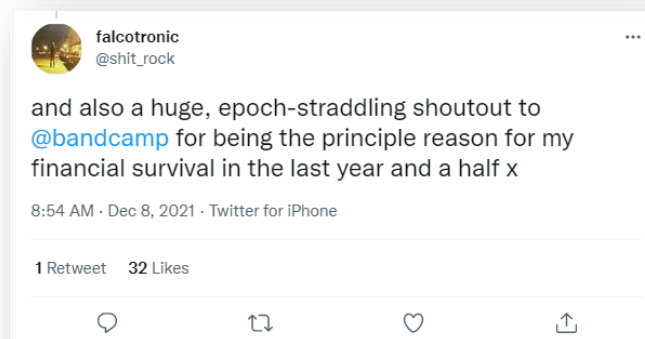 falcotronic
@shit_rock
and also a huge, epoch-straddling shoutout to
@bandcamp for being the principle reason for my
financial survival in the last year and a half x
8:54 AM · Dec 8, 2021 · Twitter for iPhone
1 Retweet 32 Likes